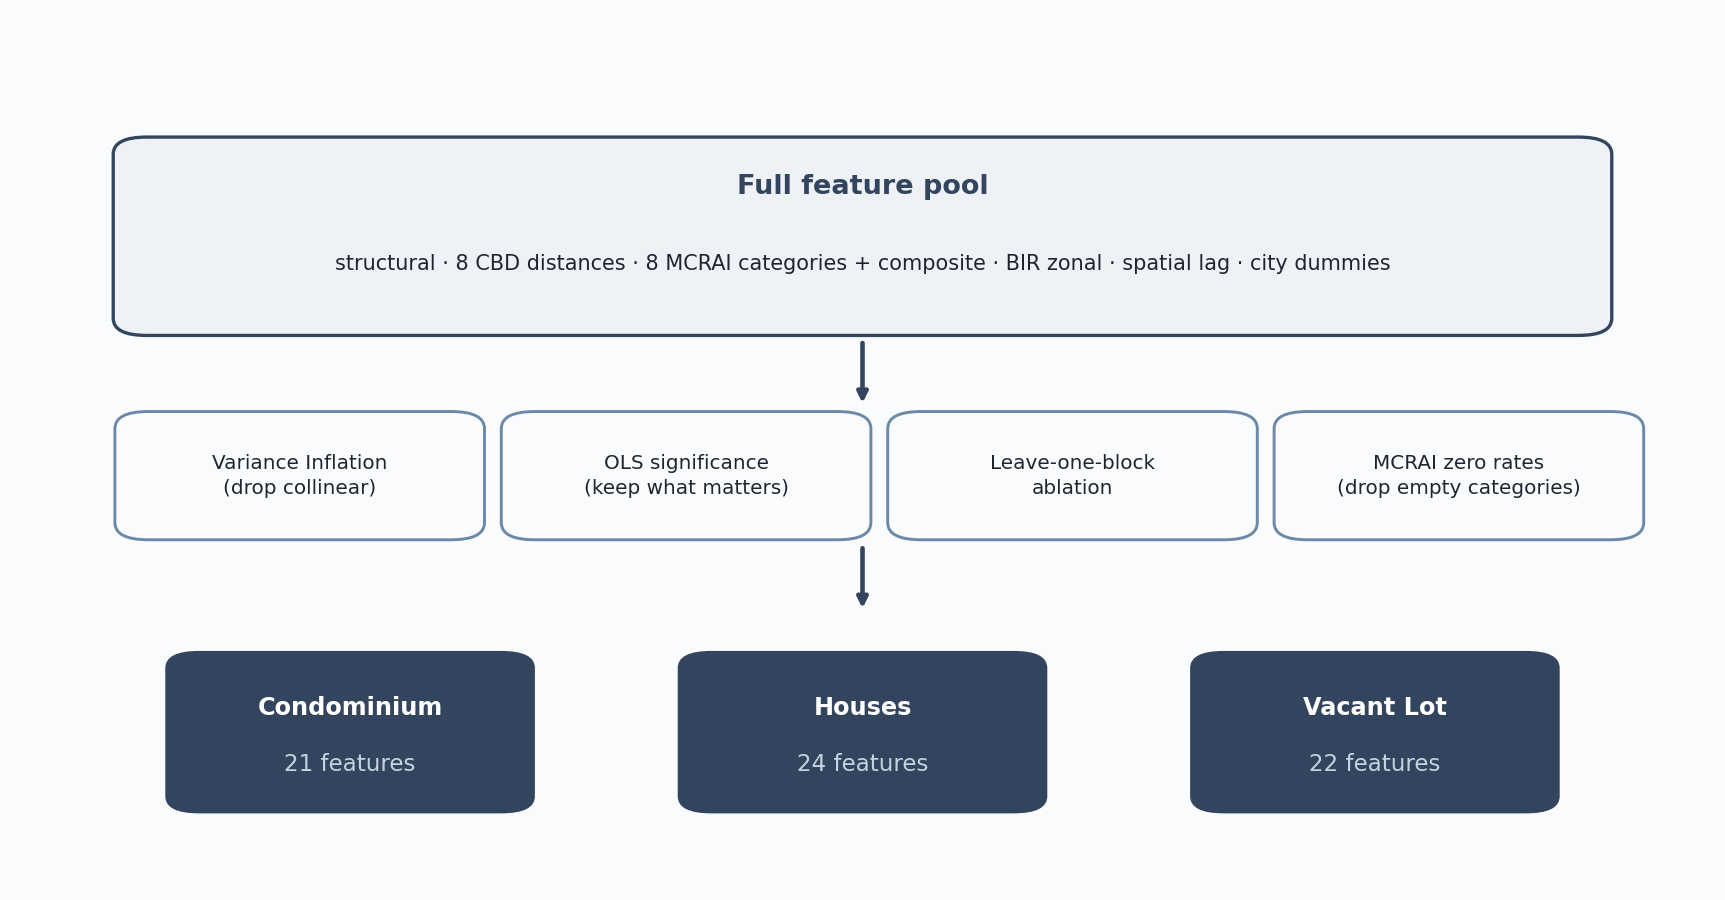 Full feature pool
structural · 8 CBD distances · 8 MCRAI categories + composite · BIR zonal · spatial lag · city dummies
Variance Inflation
(drop collinear)
OLS significance
(keep what matters)
Leave-one-block
ablation
MCRAI zero rates
(drop empty categories)
Condominium
21 features
Houses
24 features
Vacant Lot
22 features